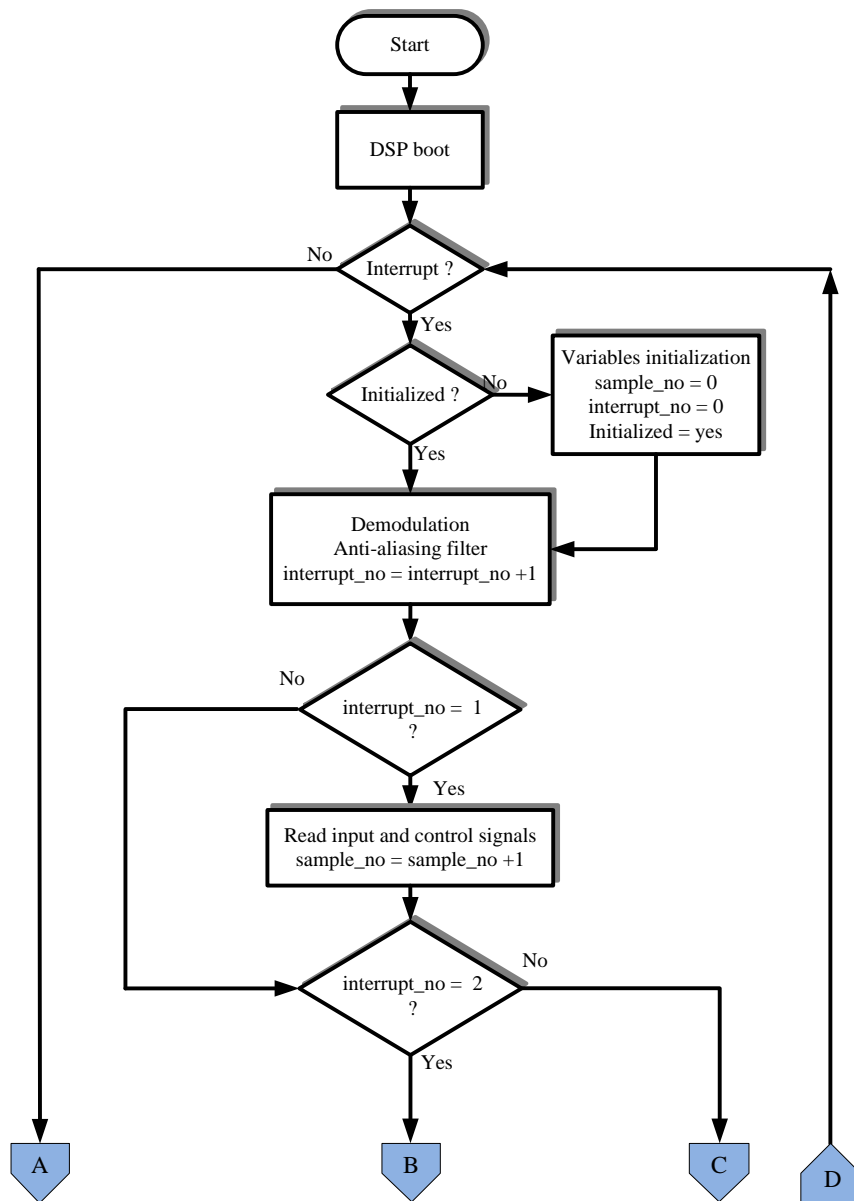 Start
DSP boot
No
Interrupt ?
Yes
Initialized ?
No
Variables initialization
sample_no = 0
interrupt_no = 0
Initialized = yes
Yes
Demodulation
Anti-aliasing filter
interrupt_no = interrupt_no +1
No
interrupt_no = 1
?
Yes
Read input and control signals
sample_no = sample_no +1
interrupt_no = 2
?
No
Yes
A
B
C
D